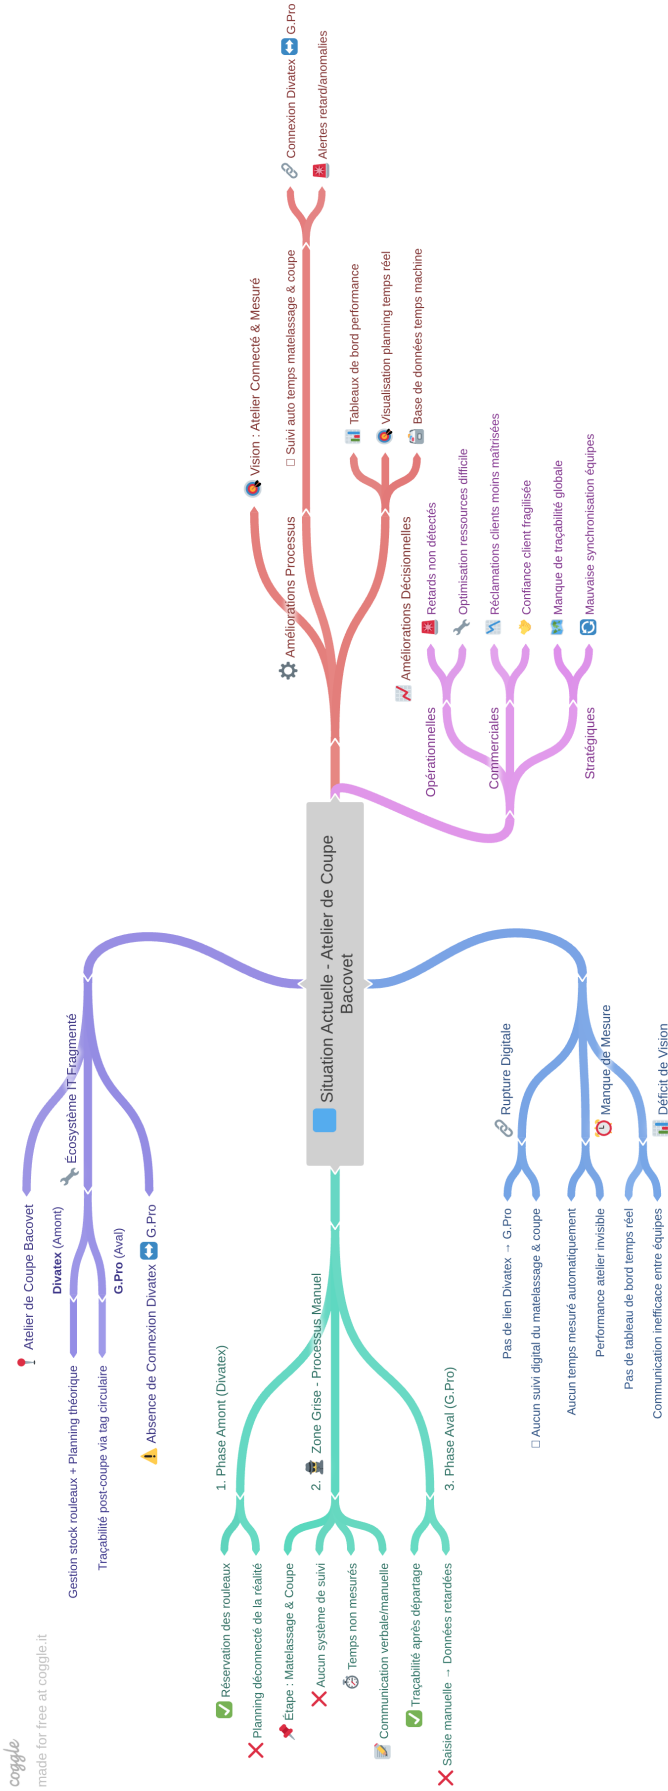 coggle
made for free at coggle.it
Situation Actuelle - Atelier de Coupe
Bacovet
Atelier de Coupe Bacovet
Écosystème IT Fragmenté
Divatex (Amont)
Gestion stock rouleaux + Planning théorique
G.Pro (Aval)
Traçabilité post-coupe via tag circulaire
Absence de Connexion Divatex ↔ G.Pro
1. Phase Amont (Divatex)
Réservation des rouleaux
Planning déconnecté de la réalité
2. Zone Grise - Processus Manuel
Étape : Matelassage & Coupe
Aucun système de suivi
Temps non mesurés
Communication verbale/manuelle
3. Phase Aval (G.Pro)
Traçabilité après départage
Saisie manuelle → Données retardées
Vision : Atelier Connecté & Mesuré
Améliorations Processus
Suivi auto temps matelassage & coupe
Connexion Divatex ↔ G.Pro
Alertes retard/anomalies
Améliorations Décisionnelles
Tableaux de bord performance
Visualisation planning temps réel
Base de données temps machine
Opérationnelles
Retards non détectés
Optimisation ressources difficile
Commerciales
Réclamations clients moins maîtrisées
Confiance client fragilisée
Stratégiques
Manque de traçabilité globale
Mauvaise synchronisation équipes
Rupture Digitale
Pas de lien Divatex → G.Pro
Aucun suivi digital du matelassage & coupe
Manque de Mesure
Aucun temps mesuré automatiquement
Performance atelier invisible
Déficit de Vision
Pas de tableau de bord temps réel
Communication inefficace entre équipes